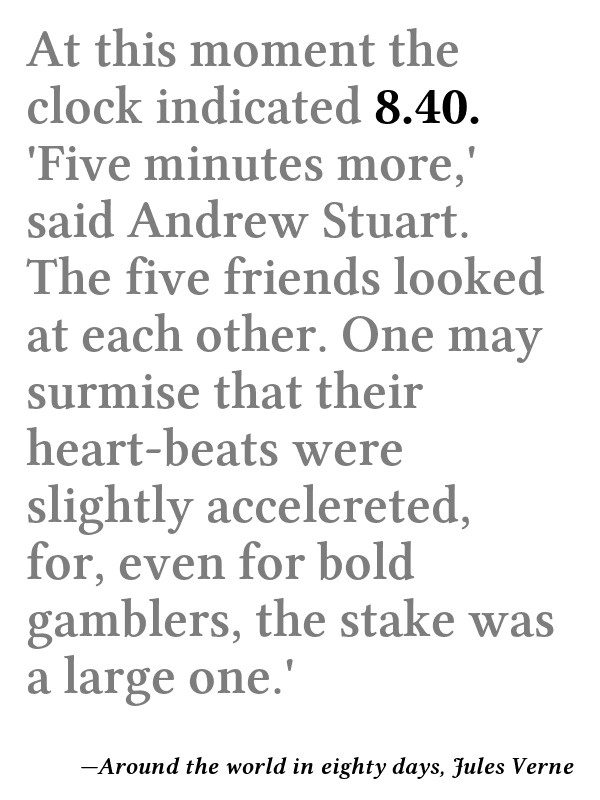 At this moment the
clock indicated 8.40.
'Five minutes more,'
said Andrew Stuart.
The five friends looked
at each other. One may
surmise that their
heart-beats were
slightly accelereted,
for, even for bold
gamblers, the stake was
a large one.'
—Around the world in eighty days, Jules Verne